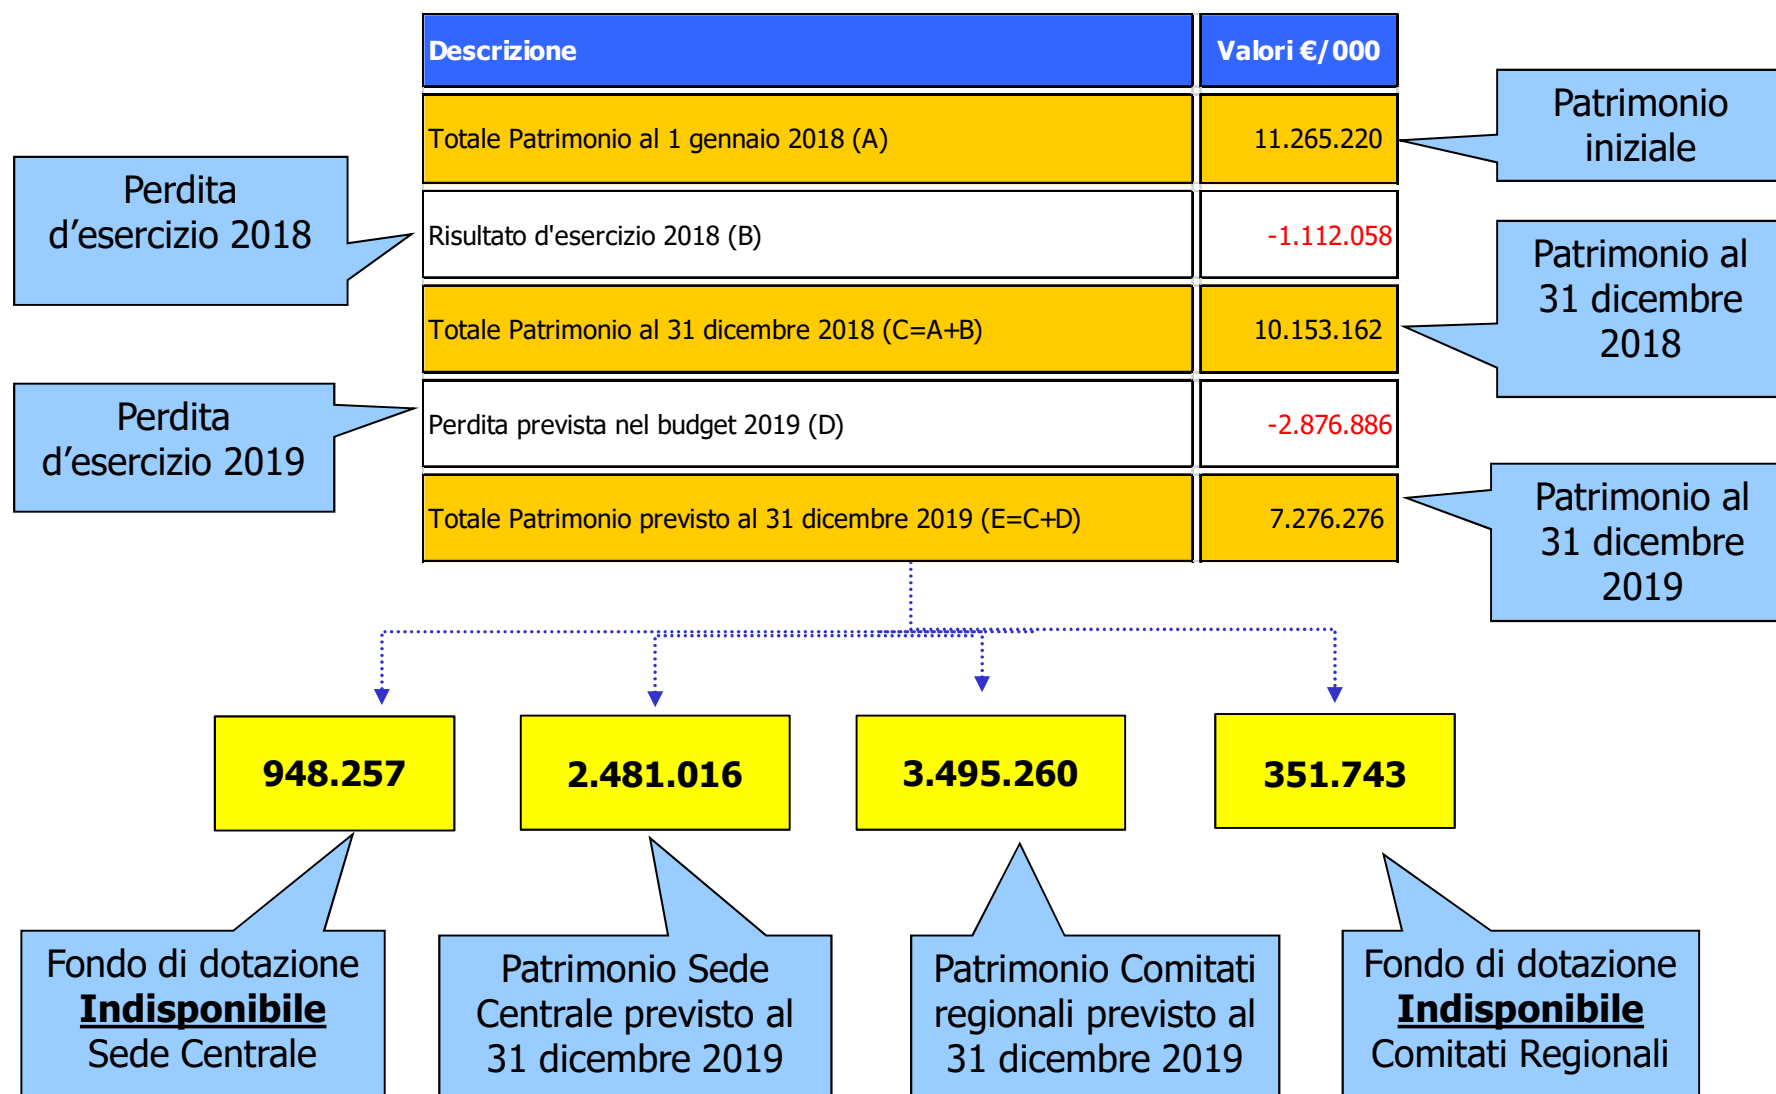 Descrizione Valori €/000
Totale Patrimonio al 1 gennaio 2018 (A) 11.265.220
Patrimonio
iniziale
Perdita
d’esercizio 2018
Risultato d'esercizio 2018 (B) -1.112.058
Totale Patrimonio al 31 dicembre 2018 (C=A+B) 10.153.162
Patrimonio al
31 dicembre
2018
Perdita
d’esercizio 2019
Perdita prevista nel budget 2019 (D) -2.876.886
Totale Patrimonio previsto al 31 dicembre 2019 (E=C+D) 7.276.276
Patrimonio al
31 dicembre
2019
948.257
2.481.016
3.495.260
351.743
Fondo di dotazione
Indisponibile
Sede Centrale
Patrimonio Sede
Centrale previsto al
31 dicembre 2019
Patrimonio Comitati
regionali previsto al
31 dicembre 2019
Fondo di dotazione
Indisponibile
Comitati Regionali